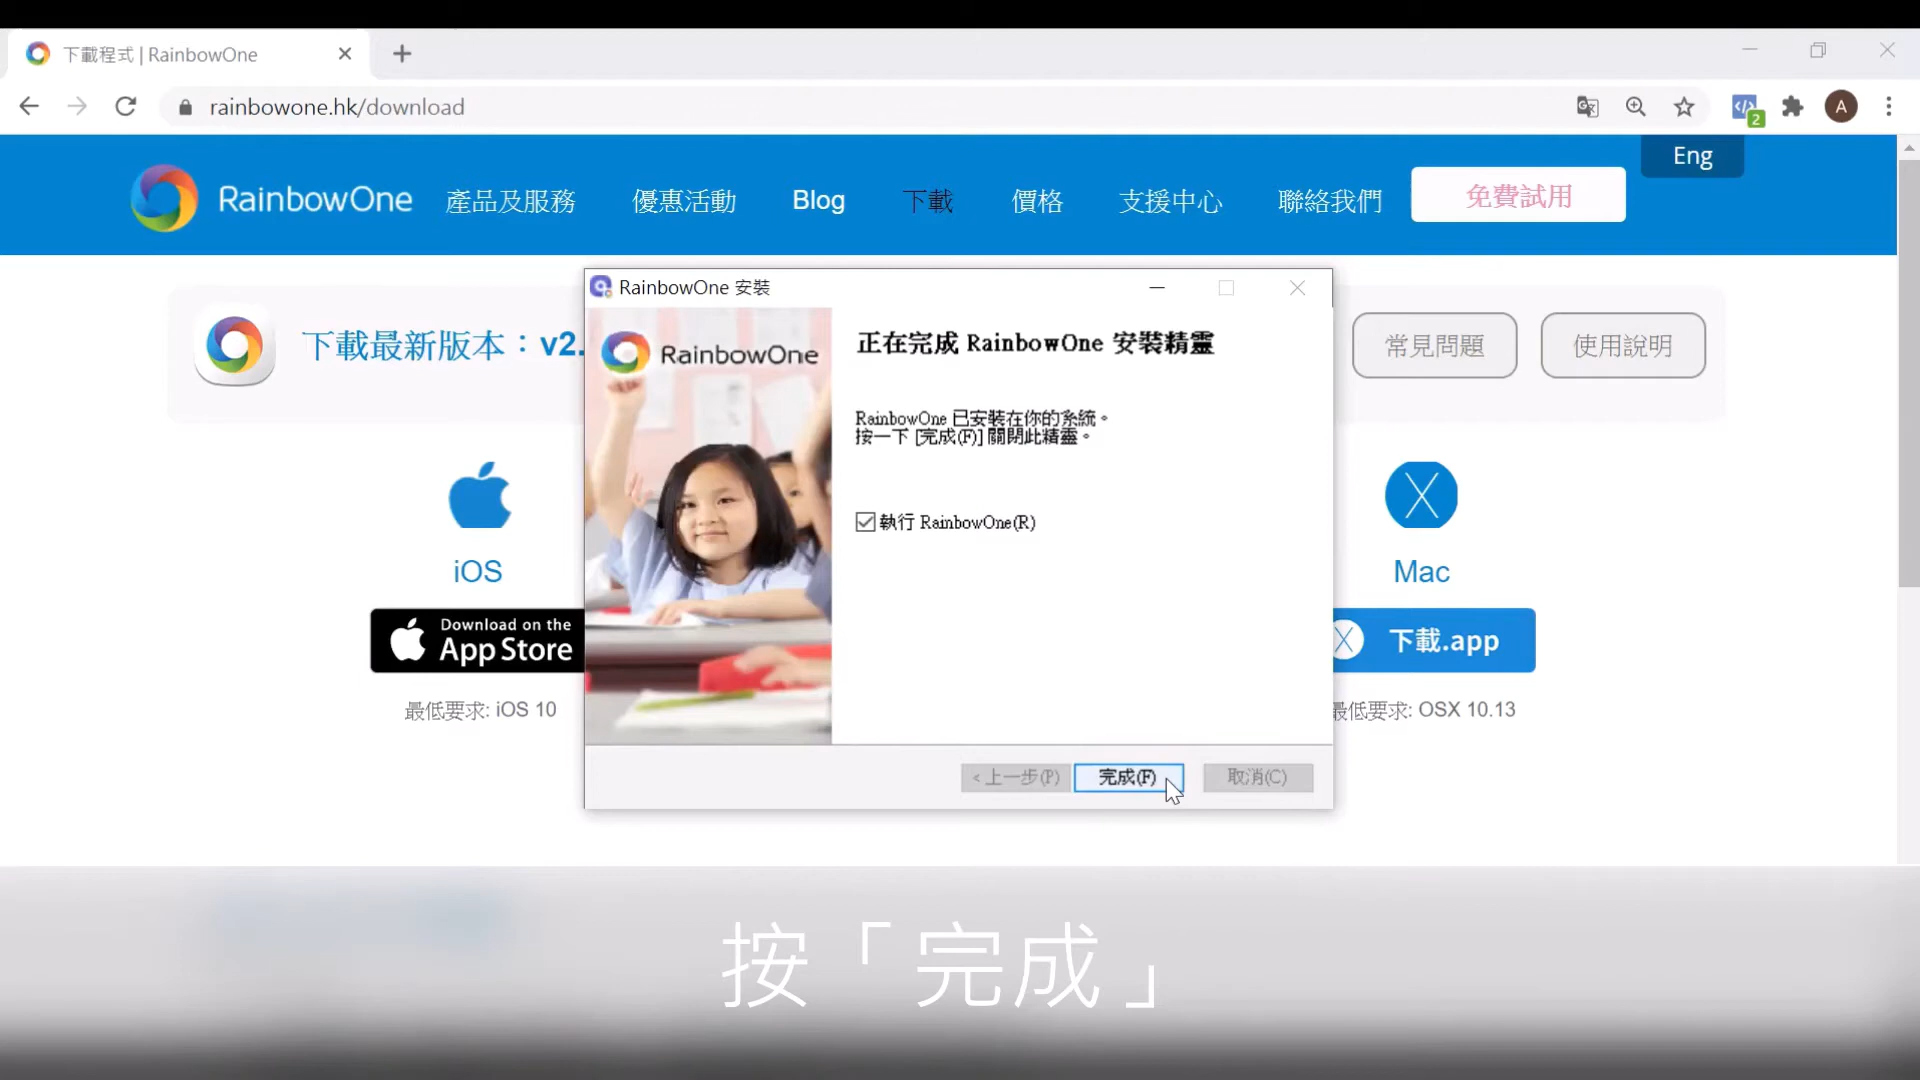 下載程式 | RainbowOne
rainbowone.hk/download
A
2
Eng
RainbowOne
產品及服務
優惠活動
Blog
下載
價格
支援中心
聯絡我們
免費試用
下載最新版本：v2.
常見問題
使用說明
RainbowOne 安裝
RainbowOne
正在完成 RainbowOne 安裝精靈
RainbowOne 已安裝在你的系統。
按一下 [完成(F)] 關閉此精靈。
執行 RainbowOne(R)
< 上一步(P)
完成(F)
取消(C)
iOS
Download on the
App Store
最低要求: iOS 10
Mac
X
下載.app
最低要求: OSX 10.13
按「完成」